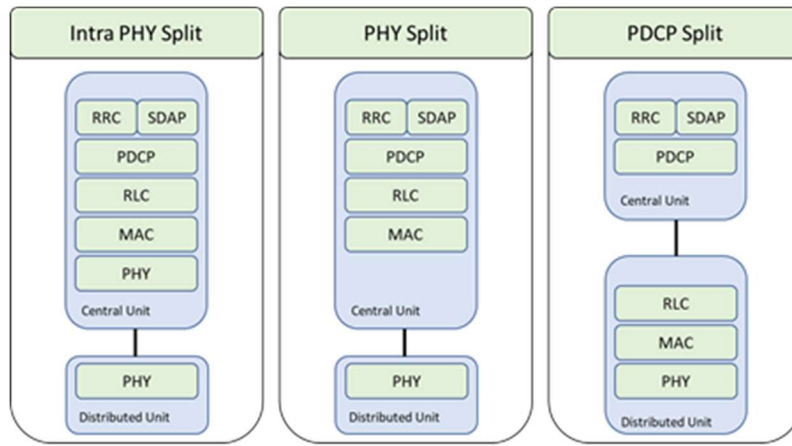 Intra PHY Split
RRC SDAP
PDCP
RLC
MAC
PHY
Central Unit
PHY
Distributed Unit
PHY Split
RRC SDAP
PDCP
RLC
MAC
Central Unit
PHY
Distributed Unit
PDCP Split
RRC SDAP
PDCP
Central Unit
RLC
MAC
PHY
Distributed Unit